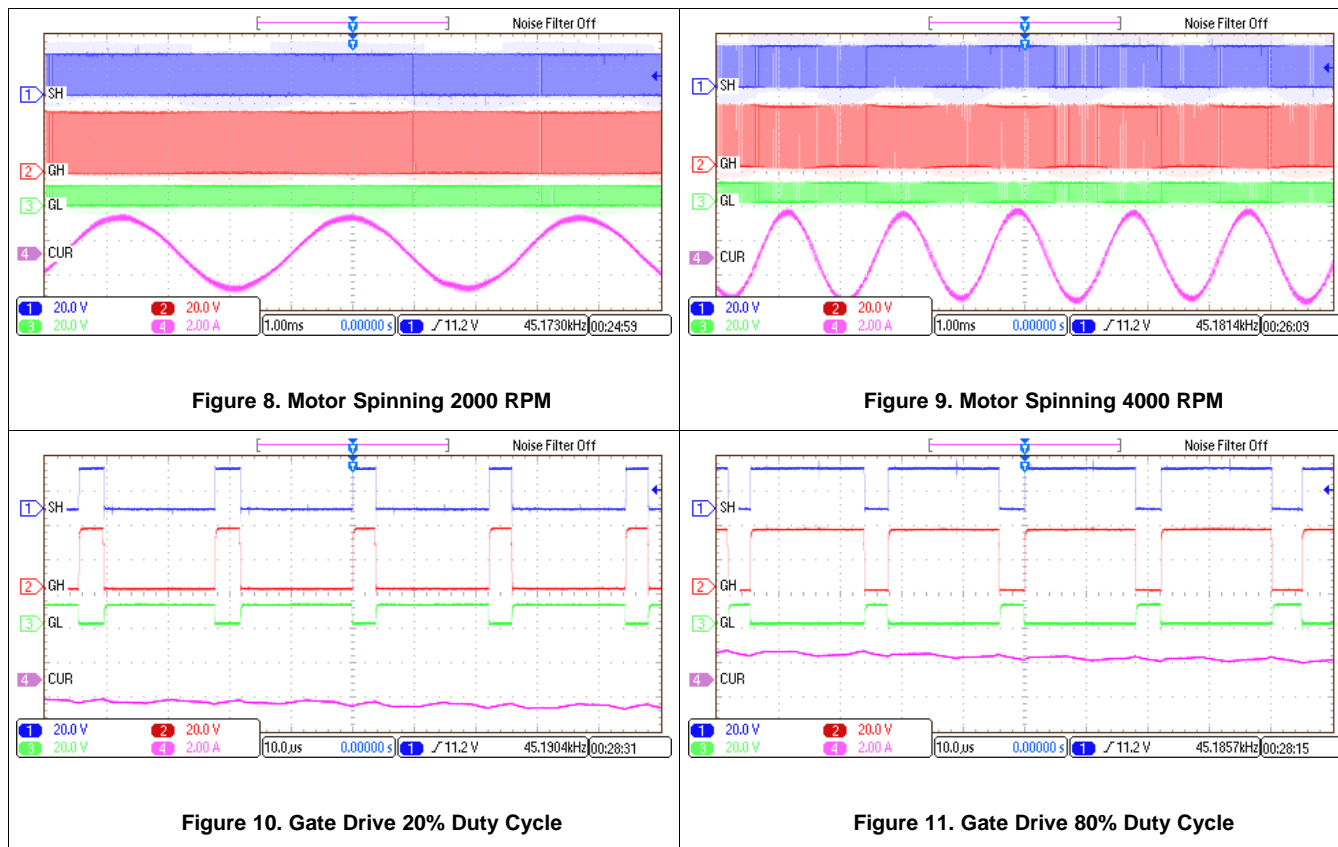 Noise Filter Off
T
T
1 SH
2 GH
3 GL
4 CUR
1 20.0 V 2 20.0 V
3 20.0 V 4 2.00 A
1.00ms 0.00000 s 1 11.2 V 45.1730kHz 00:24:59
Figure 8. Motor Spinning 2000 RPM
Noise Filter Off
T
T
1 SH
2 GH
3 GL
4 CUR
1 20.0 V 2 20.0 V
3 20.0 V 4 2.00 A
1.00ms 0.00000 s 1 11.2 V 45.1814kHz 00:26:09
Figure 9. Motor Spinning 4000 RPM
Noise Filter Off
T
T
1 SH
2 GH
3 GL
4 CUR
1 20.0 V 2 20.0 V
3 20.0 V 4 2.00 A
10.0µs 0.00000 s 1 11.2 V 45.1904kHz 00:28:31
Figure 10. Gate Drive 20% Duty Cycle
Noise Filter Off
T
T
1 SH
2 GH
3 GL
4 CUR
1 20.0 V 2 20.0 V
3 20.0 V 4 2.00 A
10.0µs 0.00000 s 1 11.2 V 45.1857kHz 00:28:15
Figure 11. Gate Drive 80% Duty Cycle